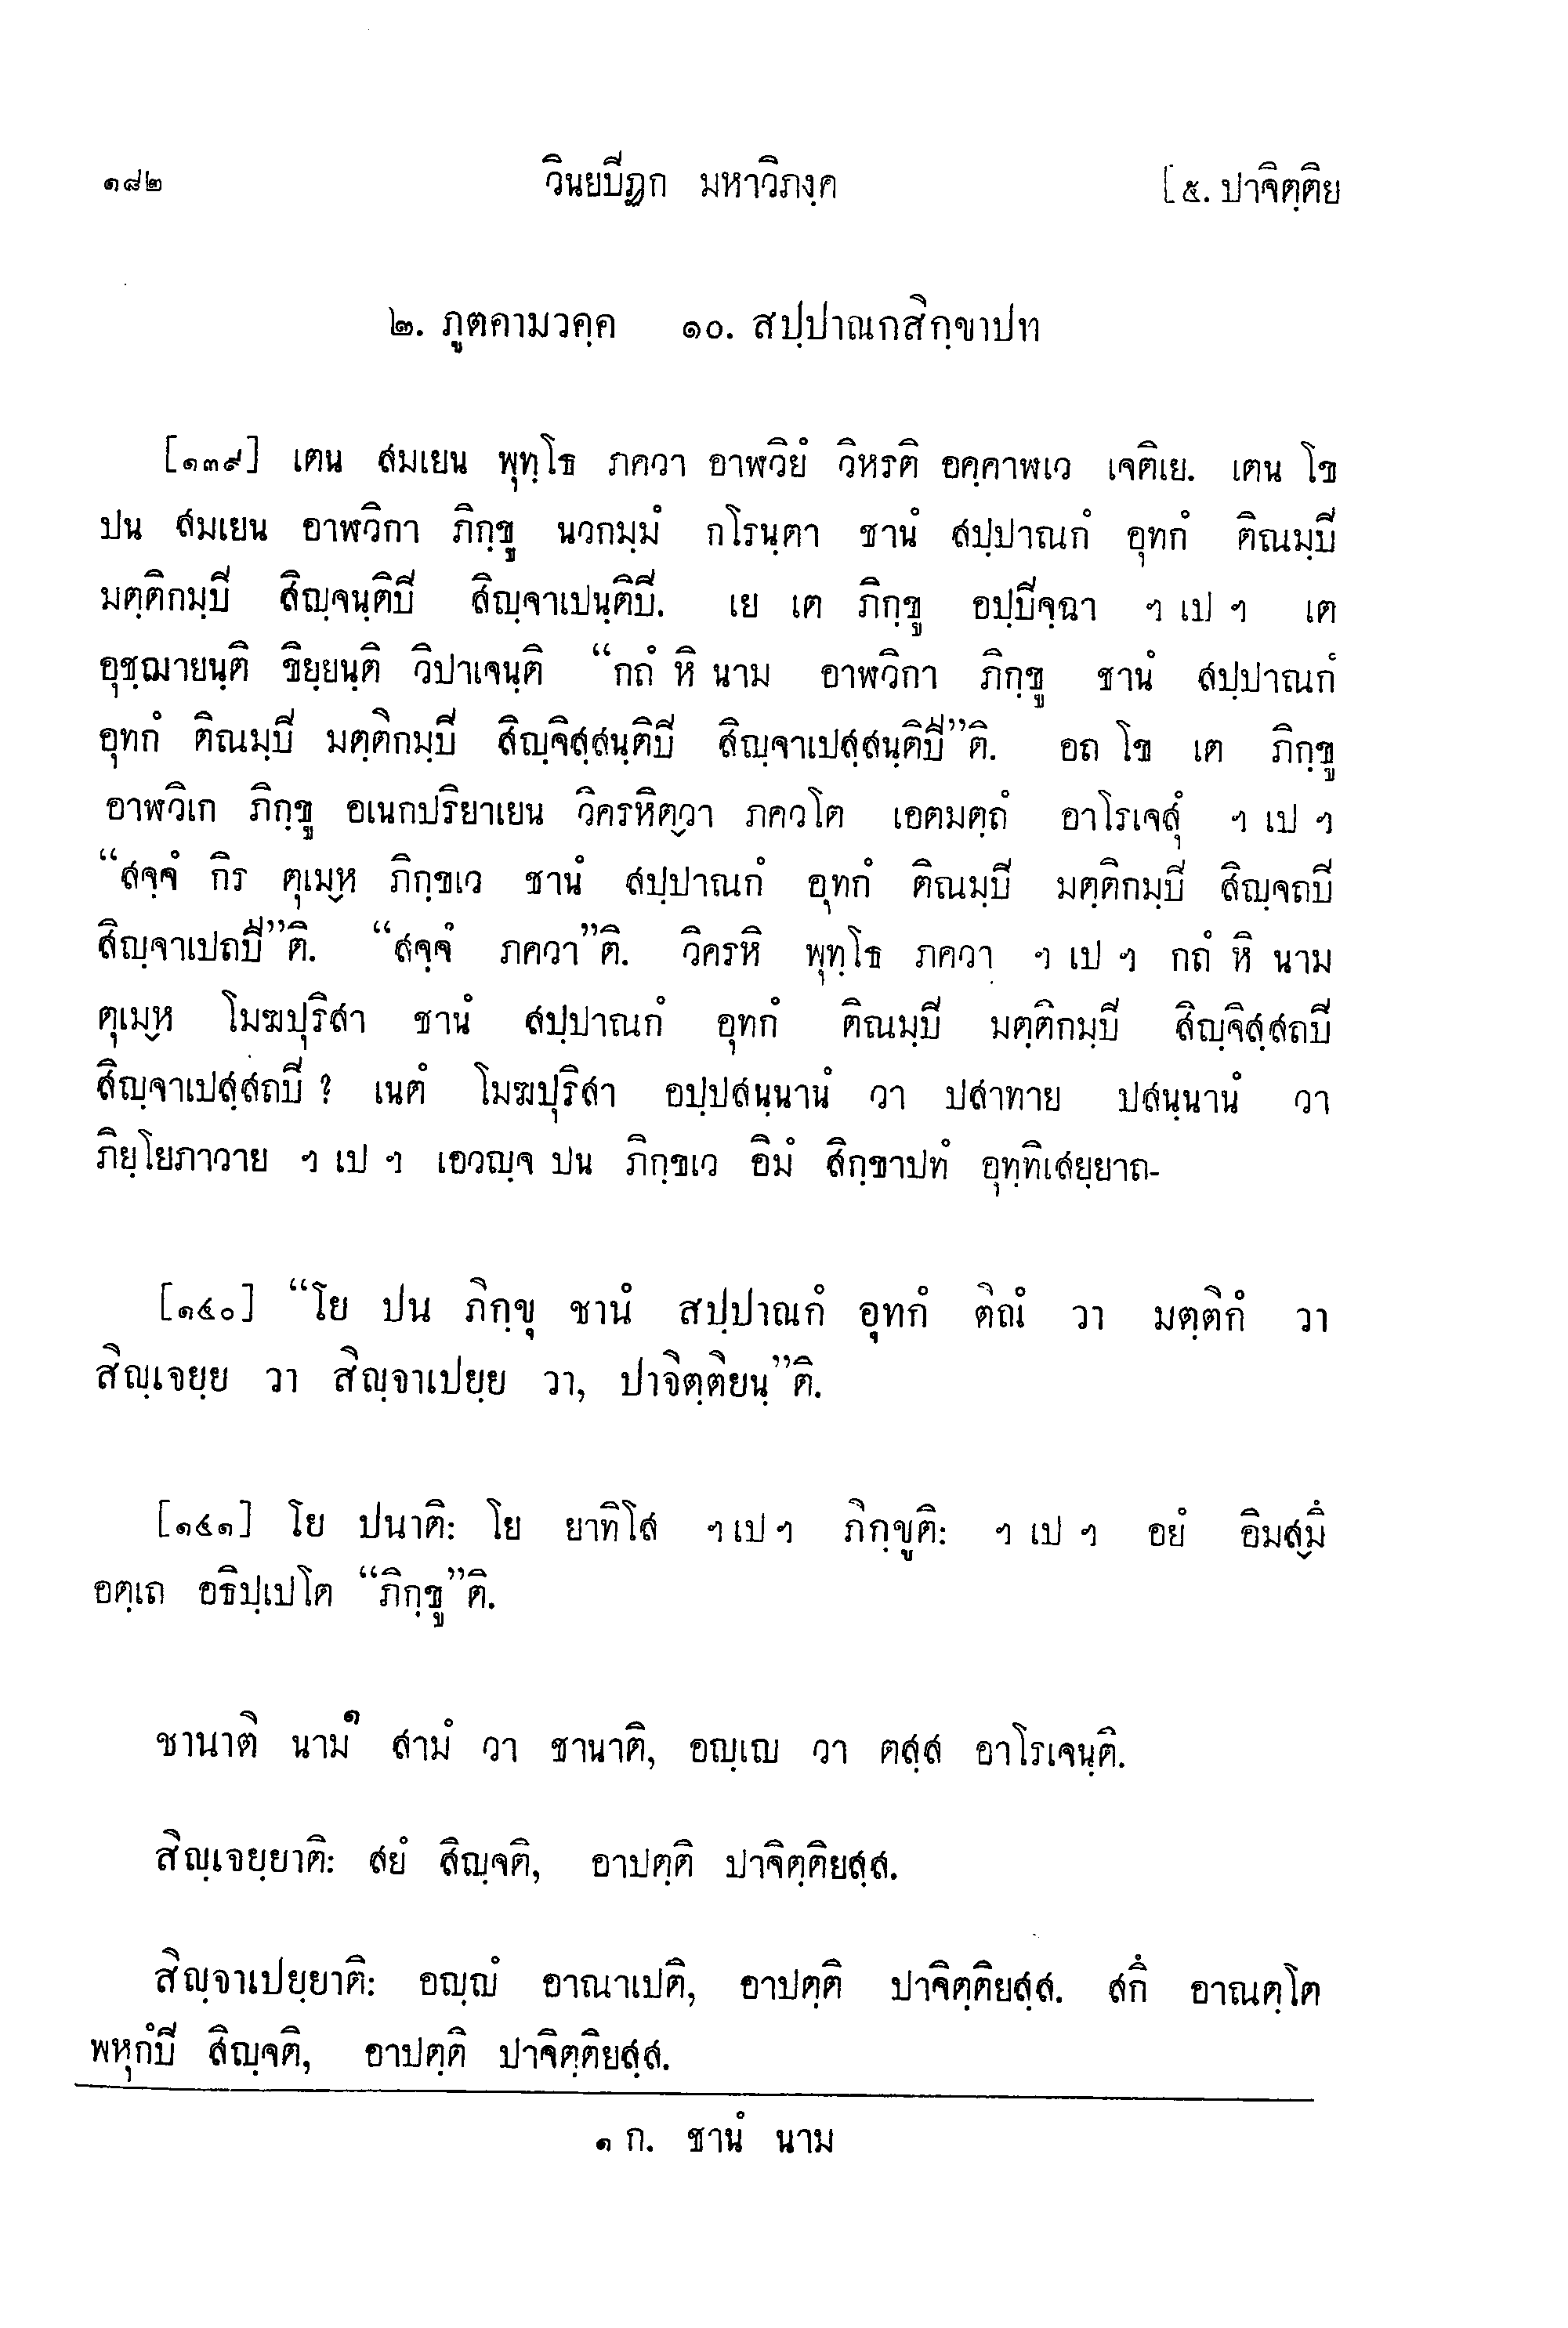 ๑๘๒ วินยปีฏก มหาวิภงฺค [ ๕. ปาจิตฺติย
๒. ภูตคามวคฺค ๑๐. สปฺปาณกสิกฺขาปท
[๑๓๙] เตน สมเยน พุทฺโธ ภควา อาฬวิยํ วิหรติ อคฺคาฬเว เจติเย. เตน โข
ปน สมเยน อาฬวิกา ภิกฺขู นวกมฺมํ กโรนฺตา ชานํ สปฺปาณกํ อุทกํ ติณมฺปี
มตฺติกมฺปี สิญฺจนฺติปี สิญฺจาเปนฺติปี. เย เต ภิกฺขู อปฺปีจฺฉา ฯ เป ฯ เต
อุชฺฌายนฺติ ขิยฺยนฺติ วิปาเจนฺติ “กถํ หิ นาม อาฬวิกา ภิกฺขู ชานํ สปฺปาณกํ
อุทกํ ติณมฺปี มตฺติกมฺปี สิญฺจิสฺสนฺติปี สิญฺจาเปสฺสนฺติปี”ติ. อถ โข เต ภิกฺขู
อาฬวิเก ภิกฺขู อเนกปริยาเยน วิครหิตฺวา ภควโต เอตมตฺถํ อาโรเจสุํ ฯ เป ฯ
“สจฺจํ กิร ตุเมฺห ภิกฺขเว ชานํ สปฺปาณกํ อุทกํ ติณมฺปี มตฺติกมฺปี สิญฺจถปี
สิญฺจาเปถปี”ติ. “สจฺจํ ภควา”ติ. วิครหิ พุทฺโธ ภควา ฯ เป ฯ กถํ หิ นาม
ตุเมฺห โมฆปุริสา ชานํ สปฺปาณกํ อุทกํ ติณมฺปี มตฺติกมฺปี สิญฺจิสฺสถปี
สิญฺจาเปสฺสถปี ? เนตํ โมฆปุริสา อปฺปสนฺนานํ วา ปสาทาย ปสนฺนานํ วา
ภิยฺโยภาวาย ฯ เป ฯ เอวญฺจ ปน ภิกฺขเว อิมํ สิกฺขาปทํ อุทฺทิเสยฺยาถ-
[๑๔๐] “โย ปน ภิกฺขุ ชานํ สปฺปาณกํ อุทกํ ติณํ วา มตฺติกํ วา
สิญฺเจยฺย วา สิญฺจาเปยฺย วา, ปาจิตฺติยนฺ”ติ.
[๑๔๑] โย ปนาติ: โย ยาทิโส ฯ เป ฯ ภิกฺขูติ: ฯ เป ฯ อยํ อิมสฺมิํ
อตฺเถ อธิปฺเปโต “ภิกฺขู”ติ.
ชานาติ นาม๑ สามํ วา ชานาติ, อญฺเญ วา ตสฺส อาโรเจนฺติ.
สิญฺเจยฺยาติ: สยํ สิญฺจติ, อาปตฺติ ปาจิตฺติยสฺส.
สิญฺจาเปยฺยาติ: อญฺญํ อาณาเปติ, อาปตฺติ ปาจิตฺติยสฺส. สกิํ อาณตฺโต
พหุกํปี สิญฺจติ, อาปตฺติ ปาจิตฺติยสฺส.
๑ ก. ชานํ นาม